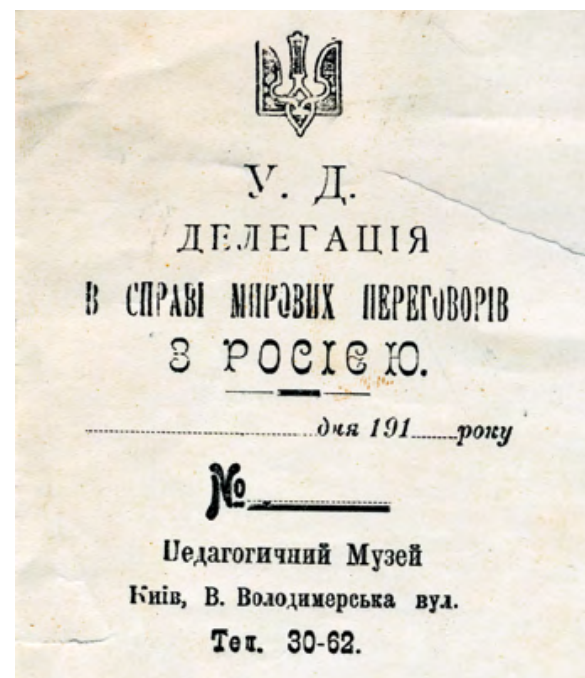 У. Д.
ДЕЛЕГАЦІЯ
В СПРАВІ МИРОВИХ ПЕРЕГОВОРІВ
З РОСІЄЮ.
дня 191 року
№
Педагогичний Музей
Київ, В. Володимерська вул.
Тел. 30-62.